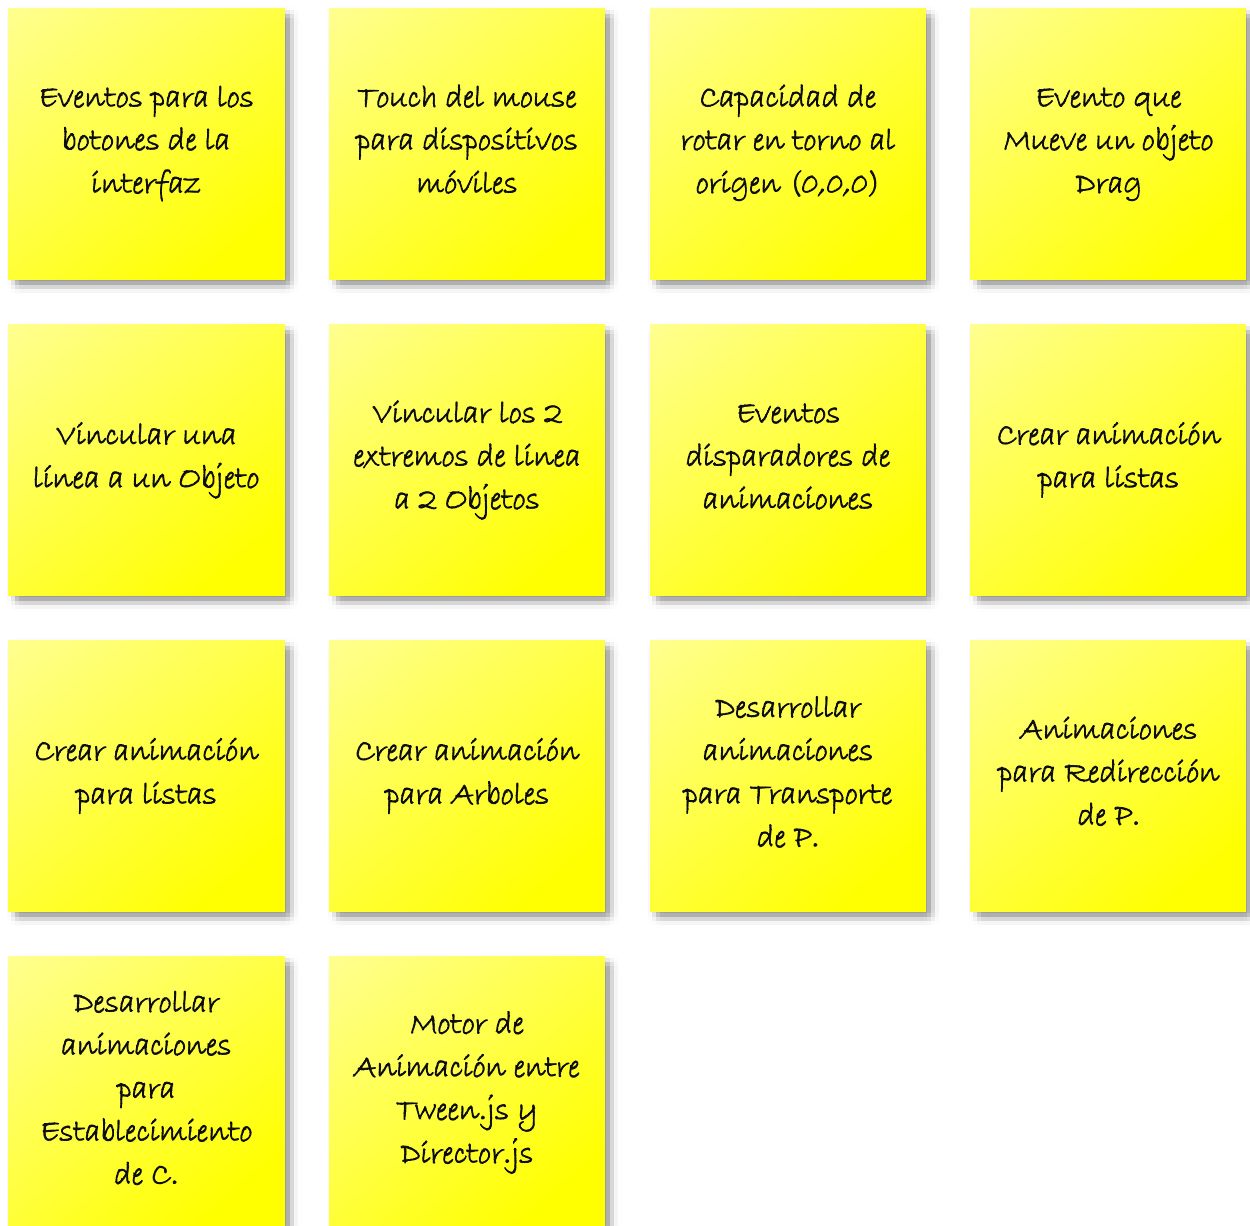 Eventos para los
botones de la
interfaz
Touch del mouse
para dispositivos
móviles
Capacidad de
rotar en torno al
origen (0,0,0)
Evento que
Mueve un objeto
Drag
Vincular una
línea a un Objeto
Vincular los 2
extremos de línea
a 2 Objetos
Eventos
disparadores de
animaciones
Crear animación
para listas
Crear animación
para listas
Crear animación
para Arboles
Desarrollar
animaciones
para Transporte
de P.
Animaciones
para Redirección
de P.
Desarrollar
animaciones
para
Establecimiento
de C.
Motor de
Animación entre
Tween.js y
Director.js